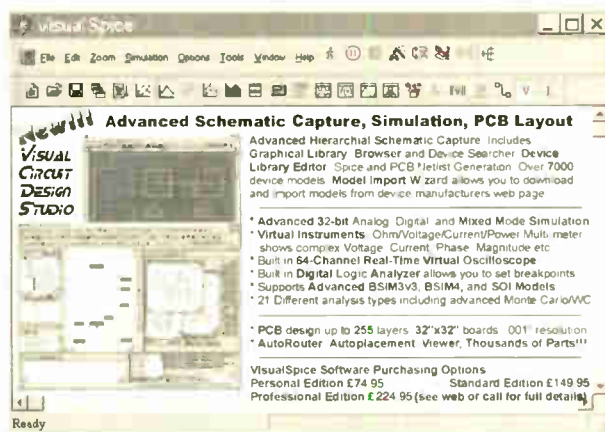 Visual Spice
File Edit Zoom Simulation Options Tools Window Help
New!!!
Advanced Schematic Capture, Simulation, PCB Layout
VISUAL
CIRCUIT
DESIGN
STUDIO
Advanced Hierarchial Schematic Capture Includes
Graphical Library Browser and Device Searcher Device
Library Editor Spice and PCB Netlist Generation Over 7000
device models Model Import Wizard allows you to download
and import models from device manufacturers web page
* Advanced 32-bit Analog Digital and Mixed Mode Simulation
* Virtual Instruments Ohm/Voltage/Current/Power Multi meter
shows complex Voltage Current Phase Magnitude etc
* Built in 64-Channel Real-Time Virtual Oscilloscope
* Built in Digital Logic Analyzer allows you to set breakpoints
* Supports Advanced BSIM3v3, BSIM4, and SOI Models
* 21 Different analysis types including advanced Monte Carlo/WC
* PCB design up to 255 layers 32"x32" boards .001" resolution
* AutoRouter Autoplacement Viewer, Thousands of Parts!!!
VisualSpice Software Purchasing Options
Personal Edition £74 95 Standard Edition £149 95
Professional Edition £224 95 (see web or call for full details)
Ready